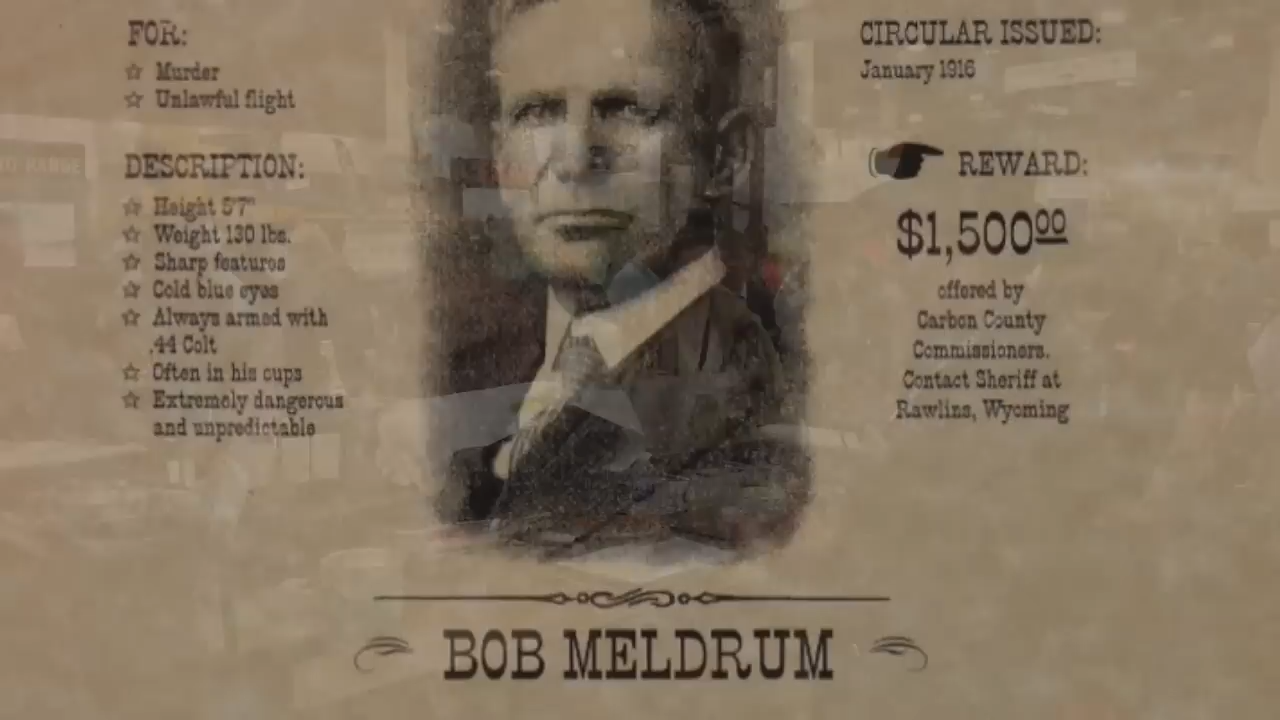 FOR:
☆ Murder
☆ Unlawful flight
DESCRIPTION:
☆ Height 5'7"
☆ Weight 130 lbs.
☆ Sharp features
☆ Cold blue eyes
☆ Always armed with
.44 Colt
☆ Often in his cups
☆ Extremely dangerous
and unpredictable
CIRCULAR ISSUED:
January 1916
REWARD:
$1,50000
offered by
Carbon County
Commissioners.
Contact Sheriff at
Rawlins, Wyoming
BOB MELDRUM
RANGE